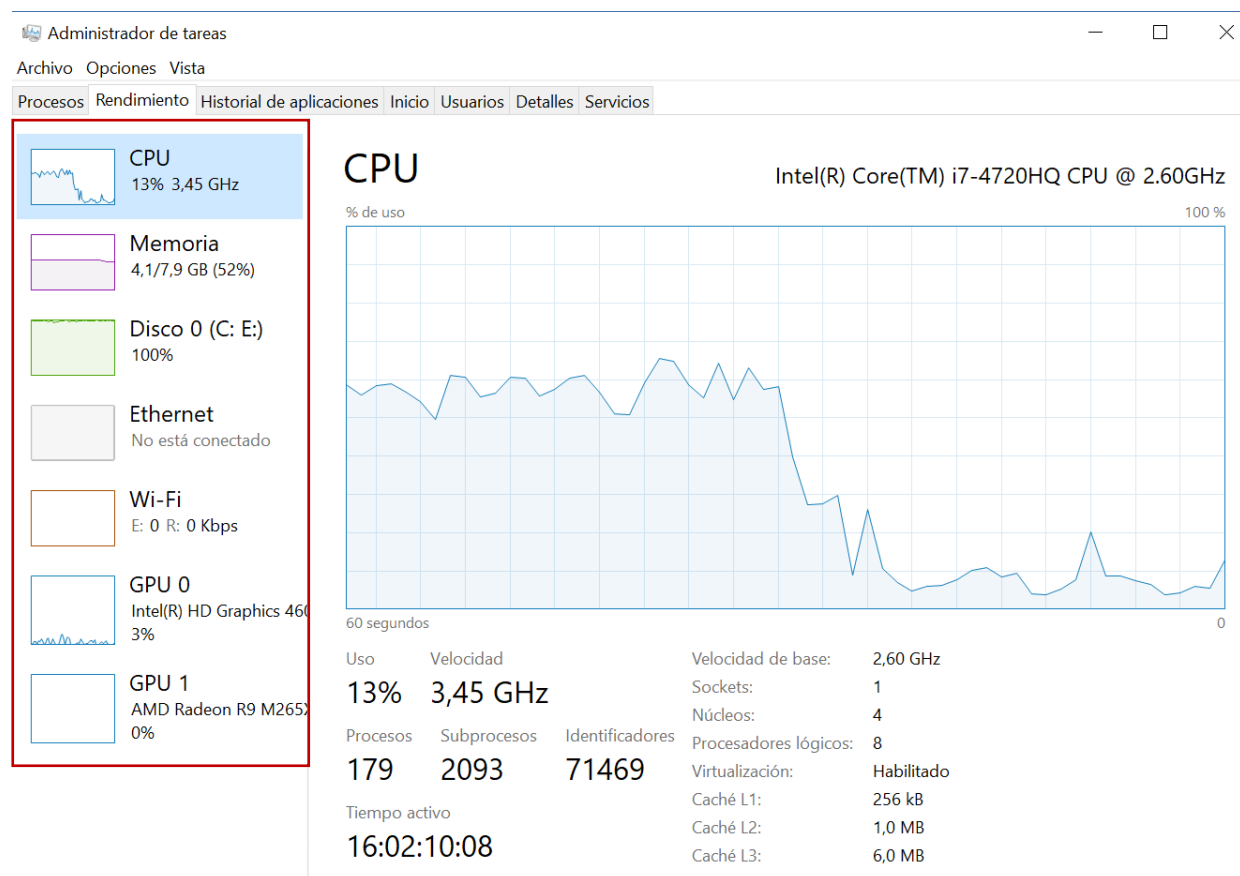 Administrador de tareas
Archivo Opciones Vista
Procesos Rendimiento Historial de aplicaciones Inicio Usuarios Detalles Servicios
CPU
13% 3,45 GHz
Memoria
4,1/7,9 GB (52%)
Disco 0 (C: E:)
100%
Ethernet
No está conectado
Wi-Fi
E: 0 R: 0 Kbps
GPU 0
Intel(R) HD Graphics 460
3%
GPU 1
AMD Radeon R9 M265X
0%
CPU
Intel(R) Core(TM) i7-4720HQ CPU @ 2.60GHz
% de uso 100 %
60 segundos 0
Uso Velocidad
13% 3,45 GHz
Procesos Subprocesos Identificadores
179 2093 71469
Tiempo activo
16:02:10:08
Velocidad de base: 2,60 GHz
Sockets: 1
Núcleos: 4
Procesadores lógicos: 8
Virtualización: Habilitado
Caché L1: 256 kB
Caché L2: 1,0 MB
Caché L3: 6,0 MB